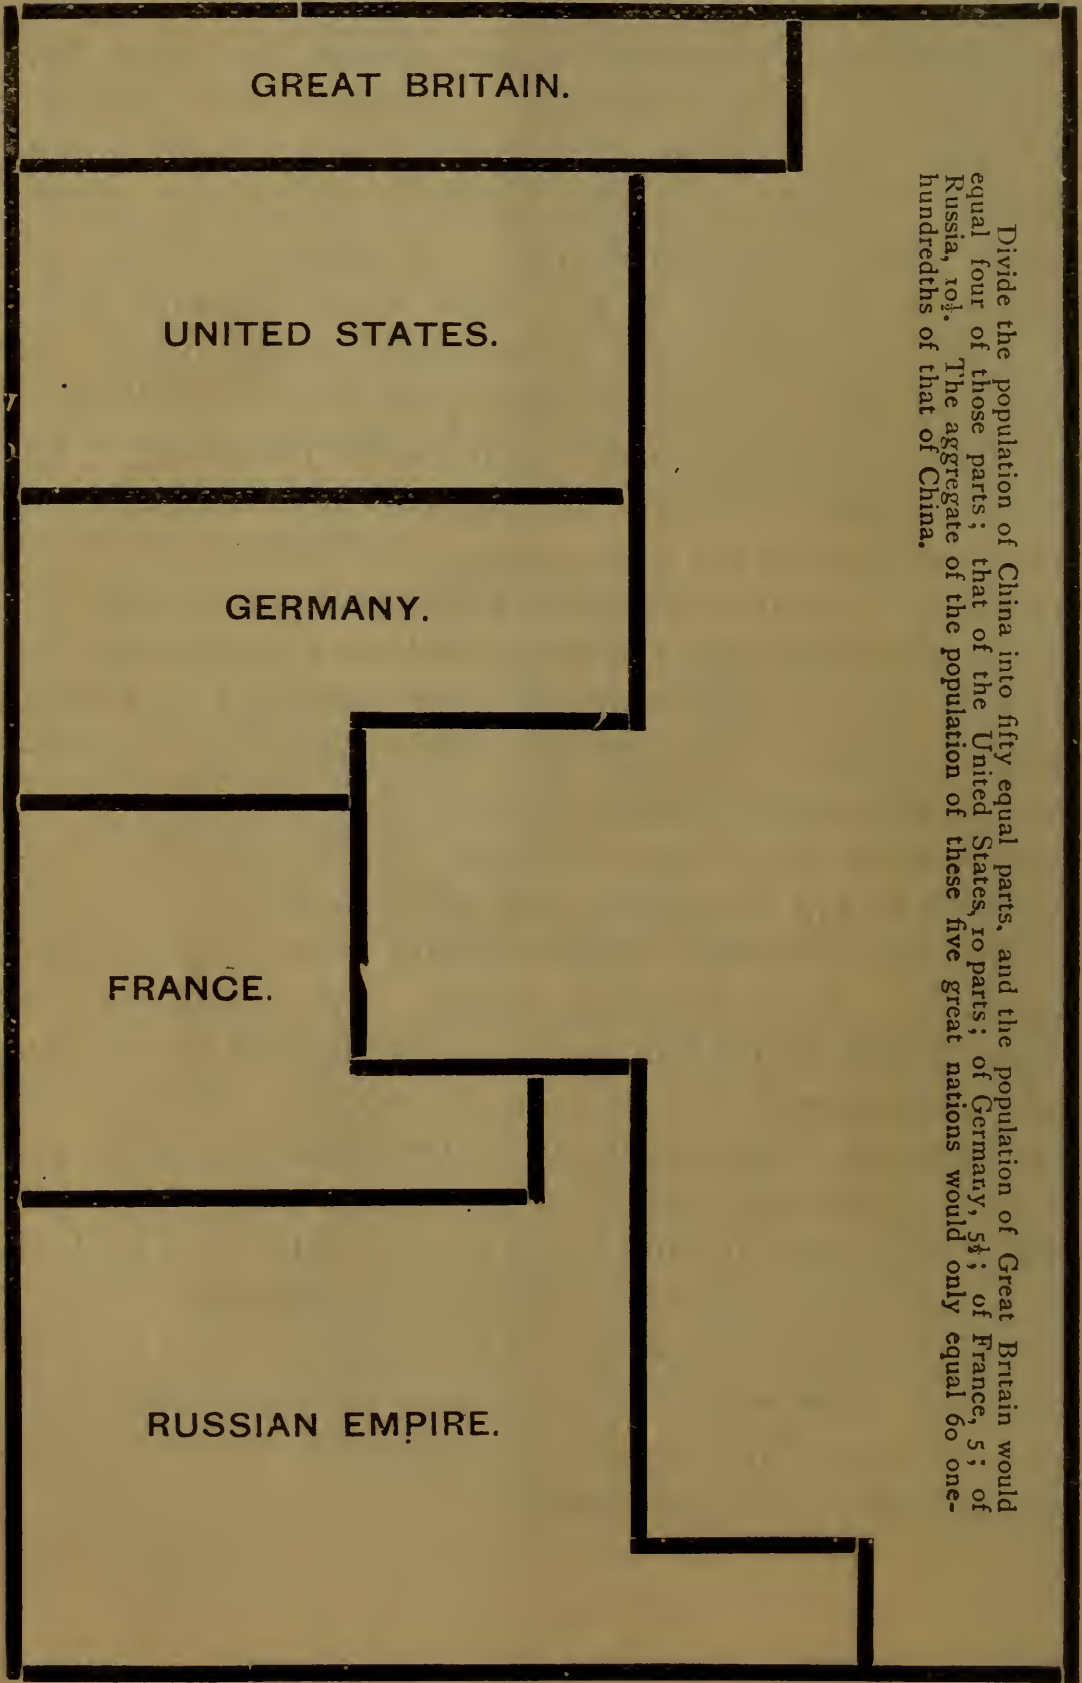 GREAT BRITAIN.
UNITED STATES.
GERMANY.
FRANCE.
RUSSIAN EMPIRE.
Divide the population of China into fifty equal parts, and the population of Great Britain would
equal four of those parts; that of the United States, 10 parts; of Germany, 5½; of France, 5; of
Russia, 10½. The aggregate of the population of these five great nations would only equal 60 one-
hundredths of that of China.